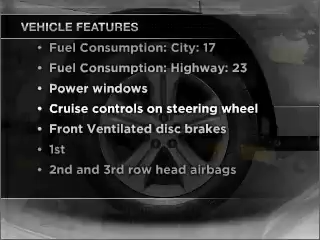 VEHICLE FEATURES
• Fuel Consumption: City: 17
• Fuel Consumption: Highway: 23
• Power windows
• Cruise controls on steering wheel
• Front Ventilated disc brakes
• 1st
• 2nd and 3rd row head airbags